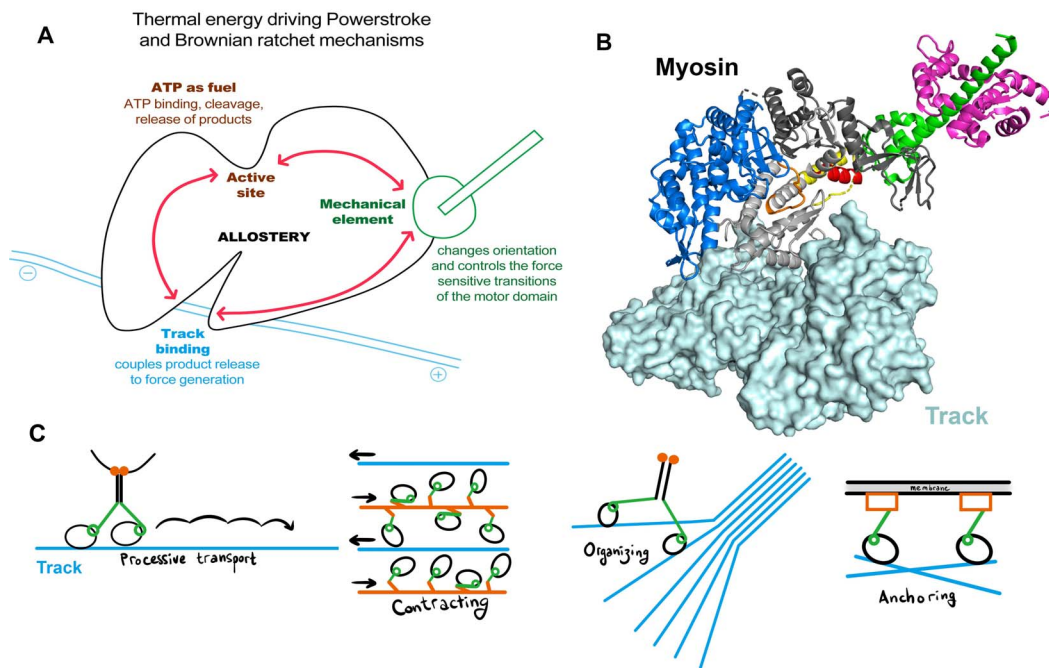 Thermal energy driving Powerstroke
and Brownian ratchet mechanisms
A
ATP as fuel
ATP binding, cleavage,
release of products
Active
site
Mechanical
element
ALLOSTERY
changes orientation
and controls the force
sensitive transitions
of the motor domain
−
Track
binding
couples product release
to force generation
+
B
Myosin
Track
C
Track
Processive transport
Contracting
Organizing
membrane
Anchoring